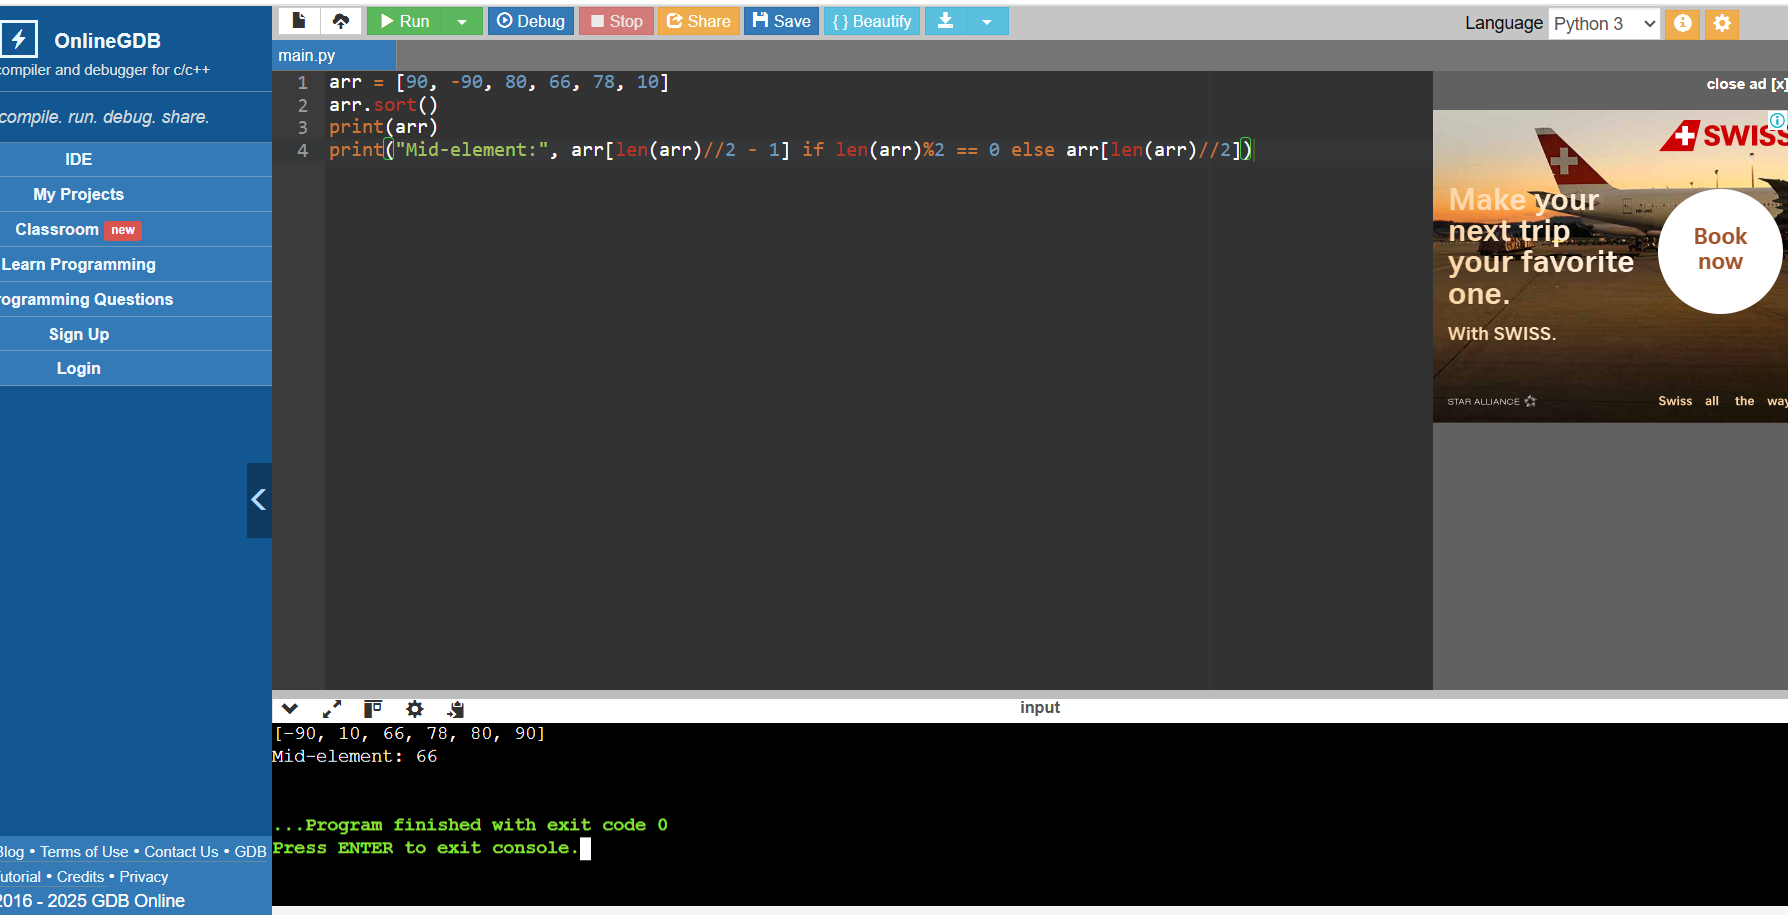 OnlineGDB
compiler and debugger for c/c++
compile. run. debug. share.
IDE
My Projects
Classroom new
Learn Programming
rogramming Questions
Sign Up
Login
Blog • Terms of Use • Contact Us • GDB
utorial • Credits • Privacy
2016 - 2025 GDB Online
Run Debug Stop Share Save { } Beautify
Language Python 3
main.py
1 arr = [90, -90, 80, 66, 78, 10]
2 arr.sort()
3 print(arr)
4 print("Mid-element:", arr[len(arr)//2 - 1] if len(arr)%2 == 0 else arr[len(arr)//2])
close ad [x]
SWISS
Make your
next trip
your favorite
one.
With SWISS.
Book
now
STAR ALLIANCE
Swiss all the way
input
[-90, 10, 66, 78, 80, 90]
Mid-element: 66
...Program finished with exit code 0
Press ENTER to exit console.